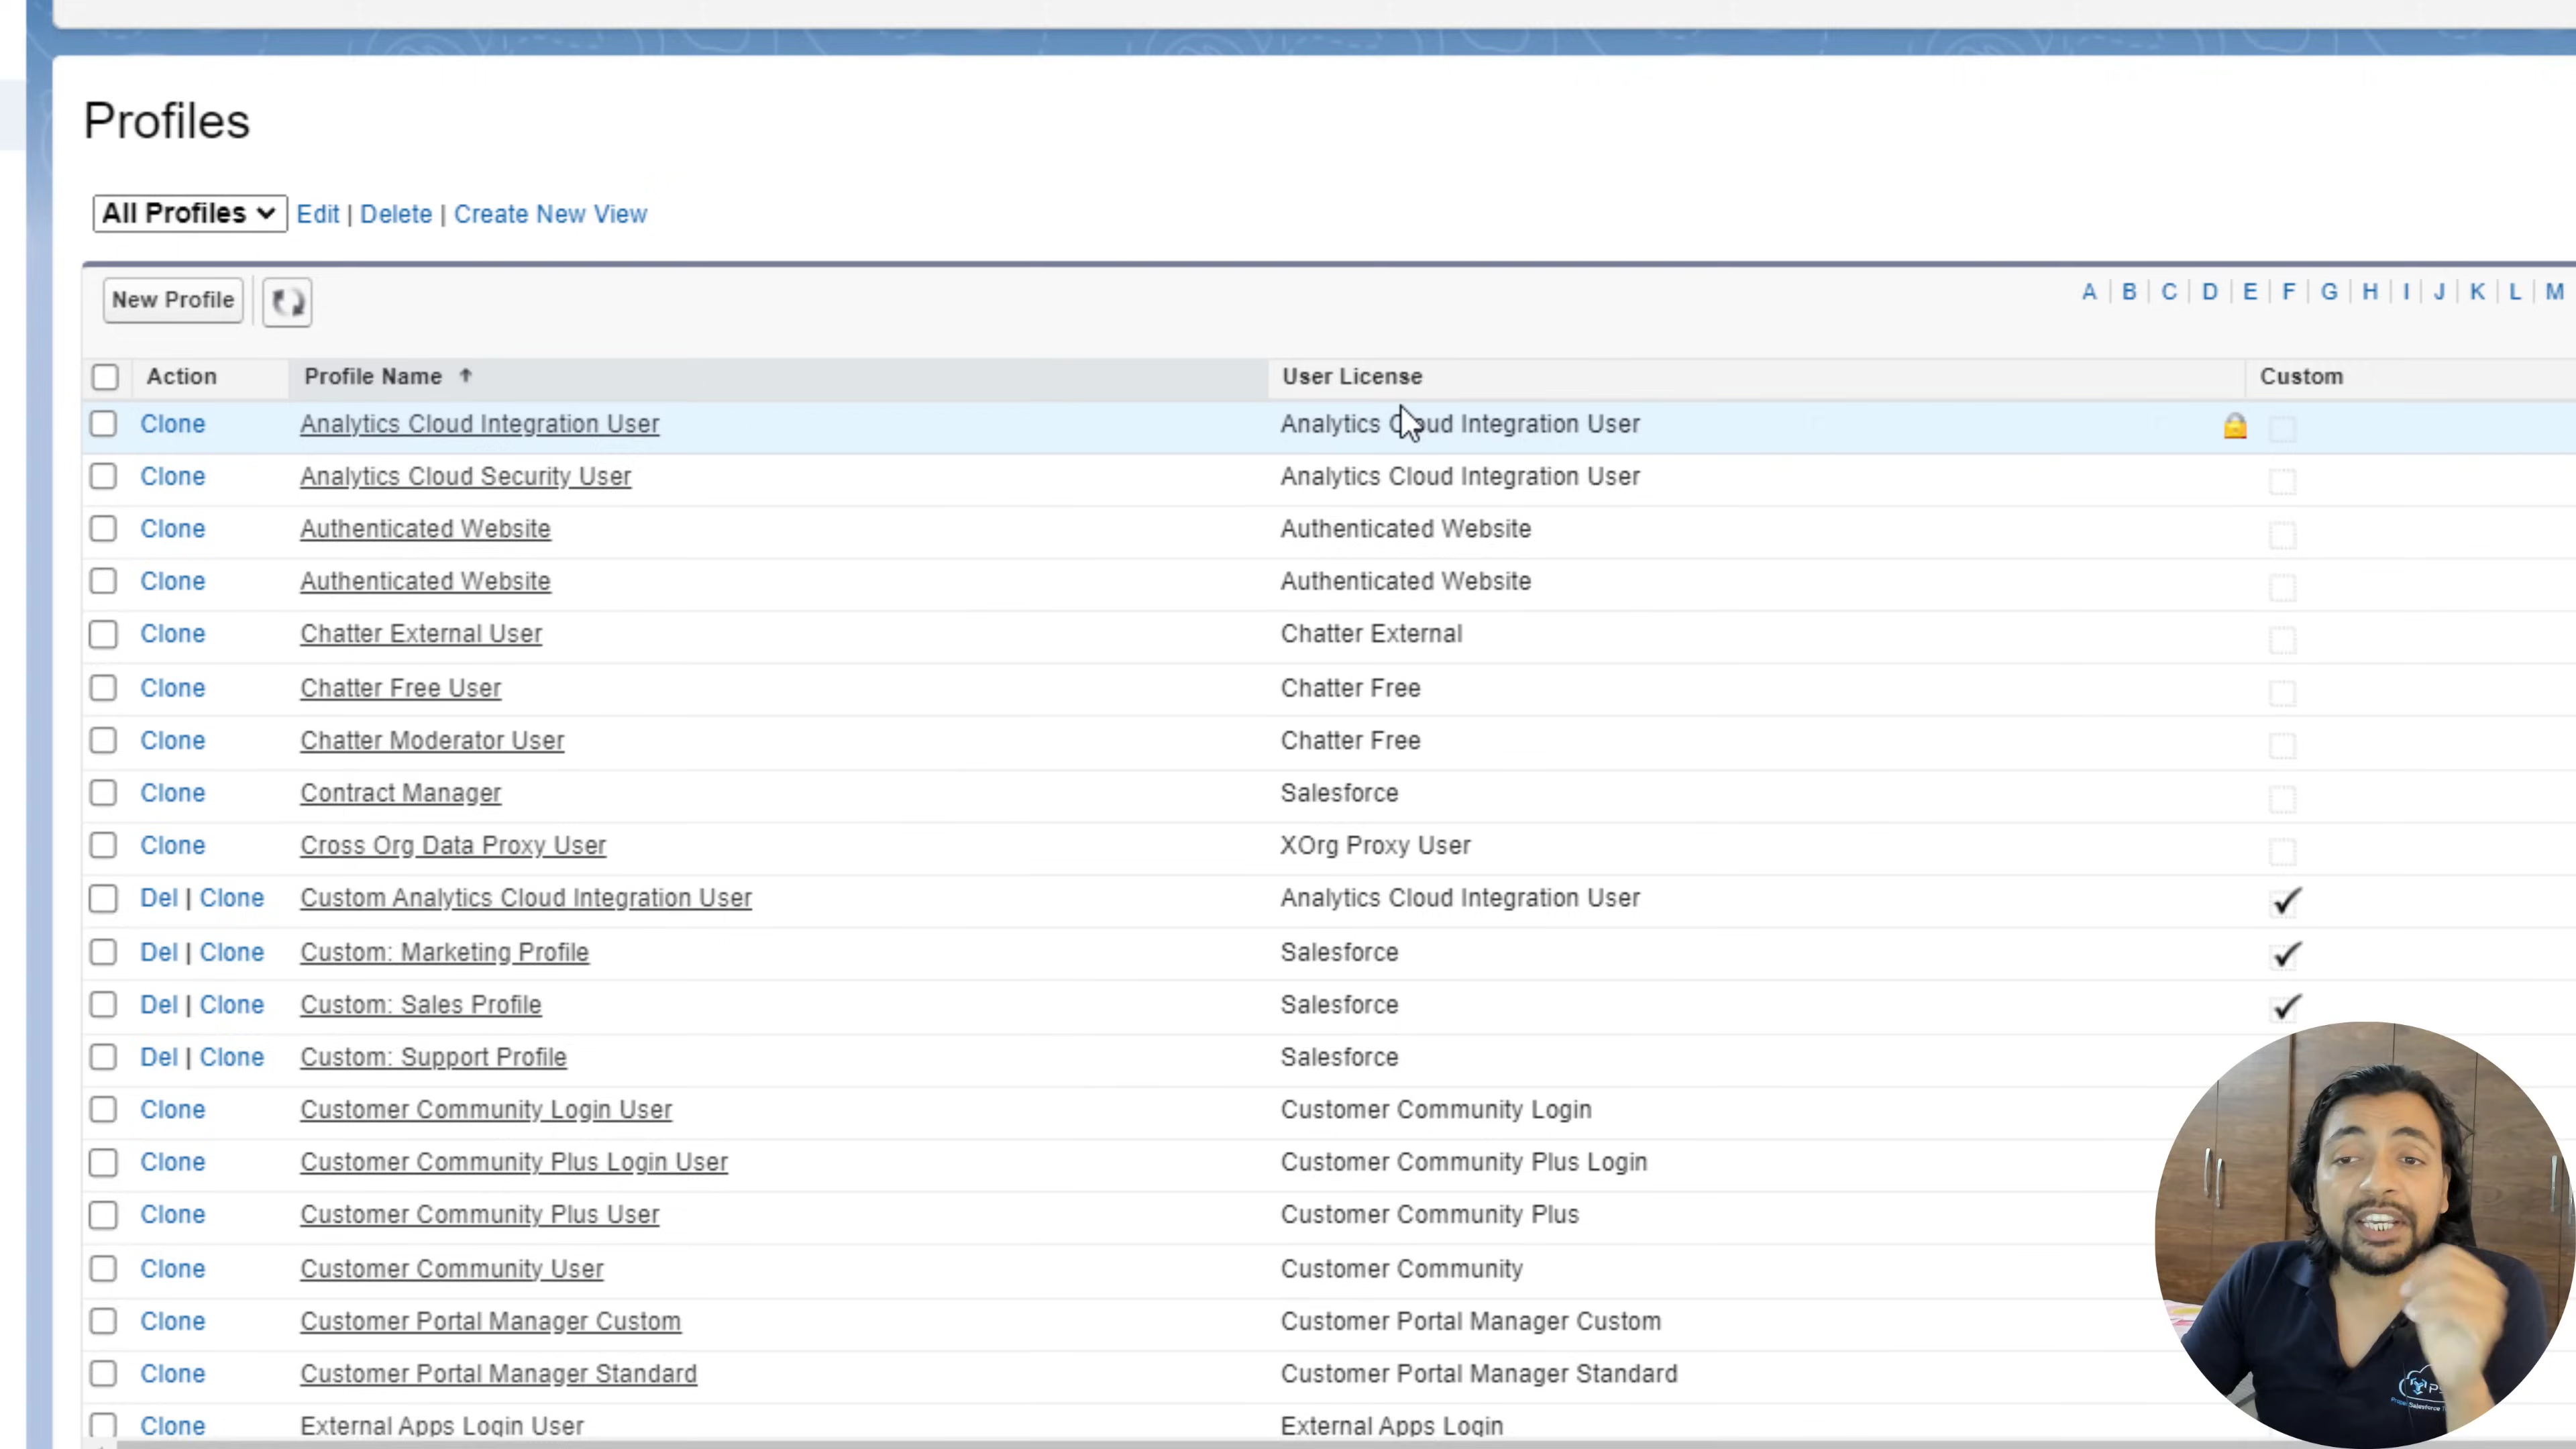 Profiles
All Profiles Edit | Delete | Create New View
New Profile A | B | C | D | E | F | G | H | I | J | K | L | M
Action Profile Name User License Custom
Clone Analytics Cloud Integration User Analytics Cloud Integration User
Clone Analytics Cloud Security User Analytics Cloud Integration User
Clone Authenticated Website Authenticated Website
Clone Authenticated Website Authenticated Website
Clone Chatter External User Chatter External
Clone Chatter Free User Chatter Free
Clone Chatter Moderator User Chatter Free
Clone Contract Manager Salesforce
Clone Cross Org Data Proxy User XOrg Proxy User
Del | Clone Custom Analytics Cloud Integration User Analytics Cloud Integration User
Del | Clone Custom: Marketing Profile Salesforce
Del | Clone Custom: Sales Profile Salesforce
Del | Clone Custom: Support Profile Salesforce
Clone Customer Community Login User Customer Community Login
Clone Customer Community Plus Login User Customer Community Plus Login
Clone Customer Community Plus User Customer Community Plus
Clone Customer Community User Customer Community
Clone Customer Portal Manager Custom Customer Portal Manager Custom
Clone Customer Portal Manager Standard Customer Portal Manager Standard
Clone External Apps Login User External Apps Login